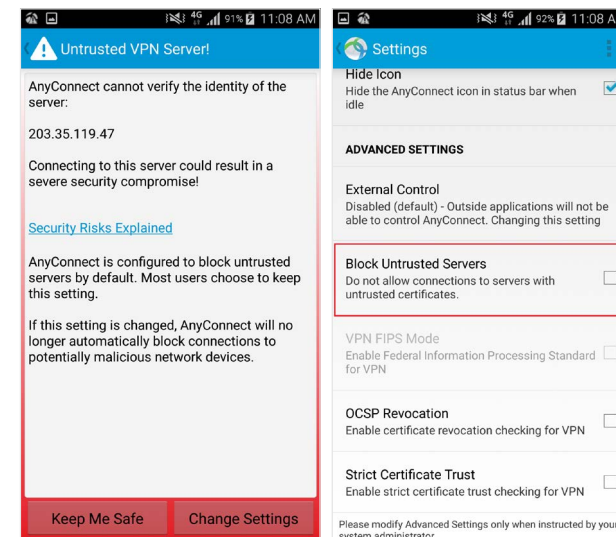 4G 91% 11:08 AM
Untrusted VPN Server!
AnyConnect cannot verify the identity of the
server:
203.35.119.47
Connecting to this server could result in a
severe security compromise!
Security Risks Explained
AnyConnect is configured to block untrusted
servers by default. Most users choose to keep
this setting.
If this setting is changed, AnyConnect will no
longer automatically block connections to
potentially malicious network devices.
Keep Me Safe
Change Settings
4G 92% 11:08 A
Settings
Hide Icon
Hide the AnyConnect icon in status bar when
idle
ADVANCED SETTINGS
External Control
Disabled (default) - Outside applications will not be
able to control AnyConnect. Changing this setting
Block Untrusted Servers
Do not allow connections to servers with
untrusted certificates.
VPN FIPS Mode
Enable Federal Information Processing Standard
for VPN
OCSP Revocation
Enable certificate revocation checking for VPN
Strict Certificate Trust
Enable strict certificate trust checking for VPN
Please modify Advanced Settings only when instructed by your
system administrator